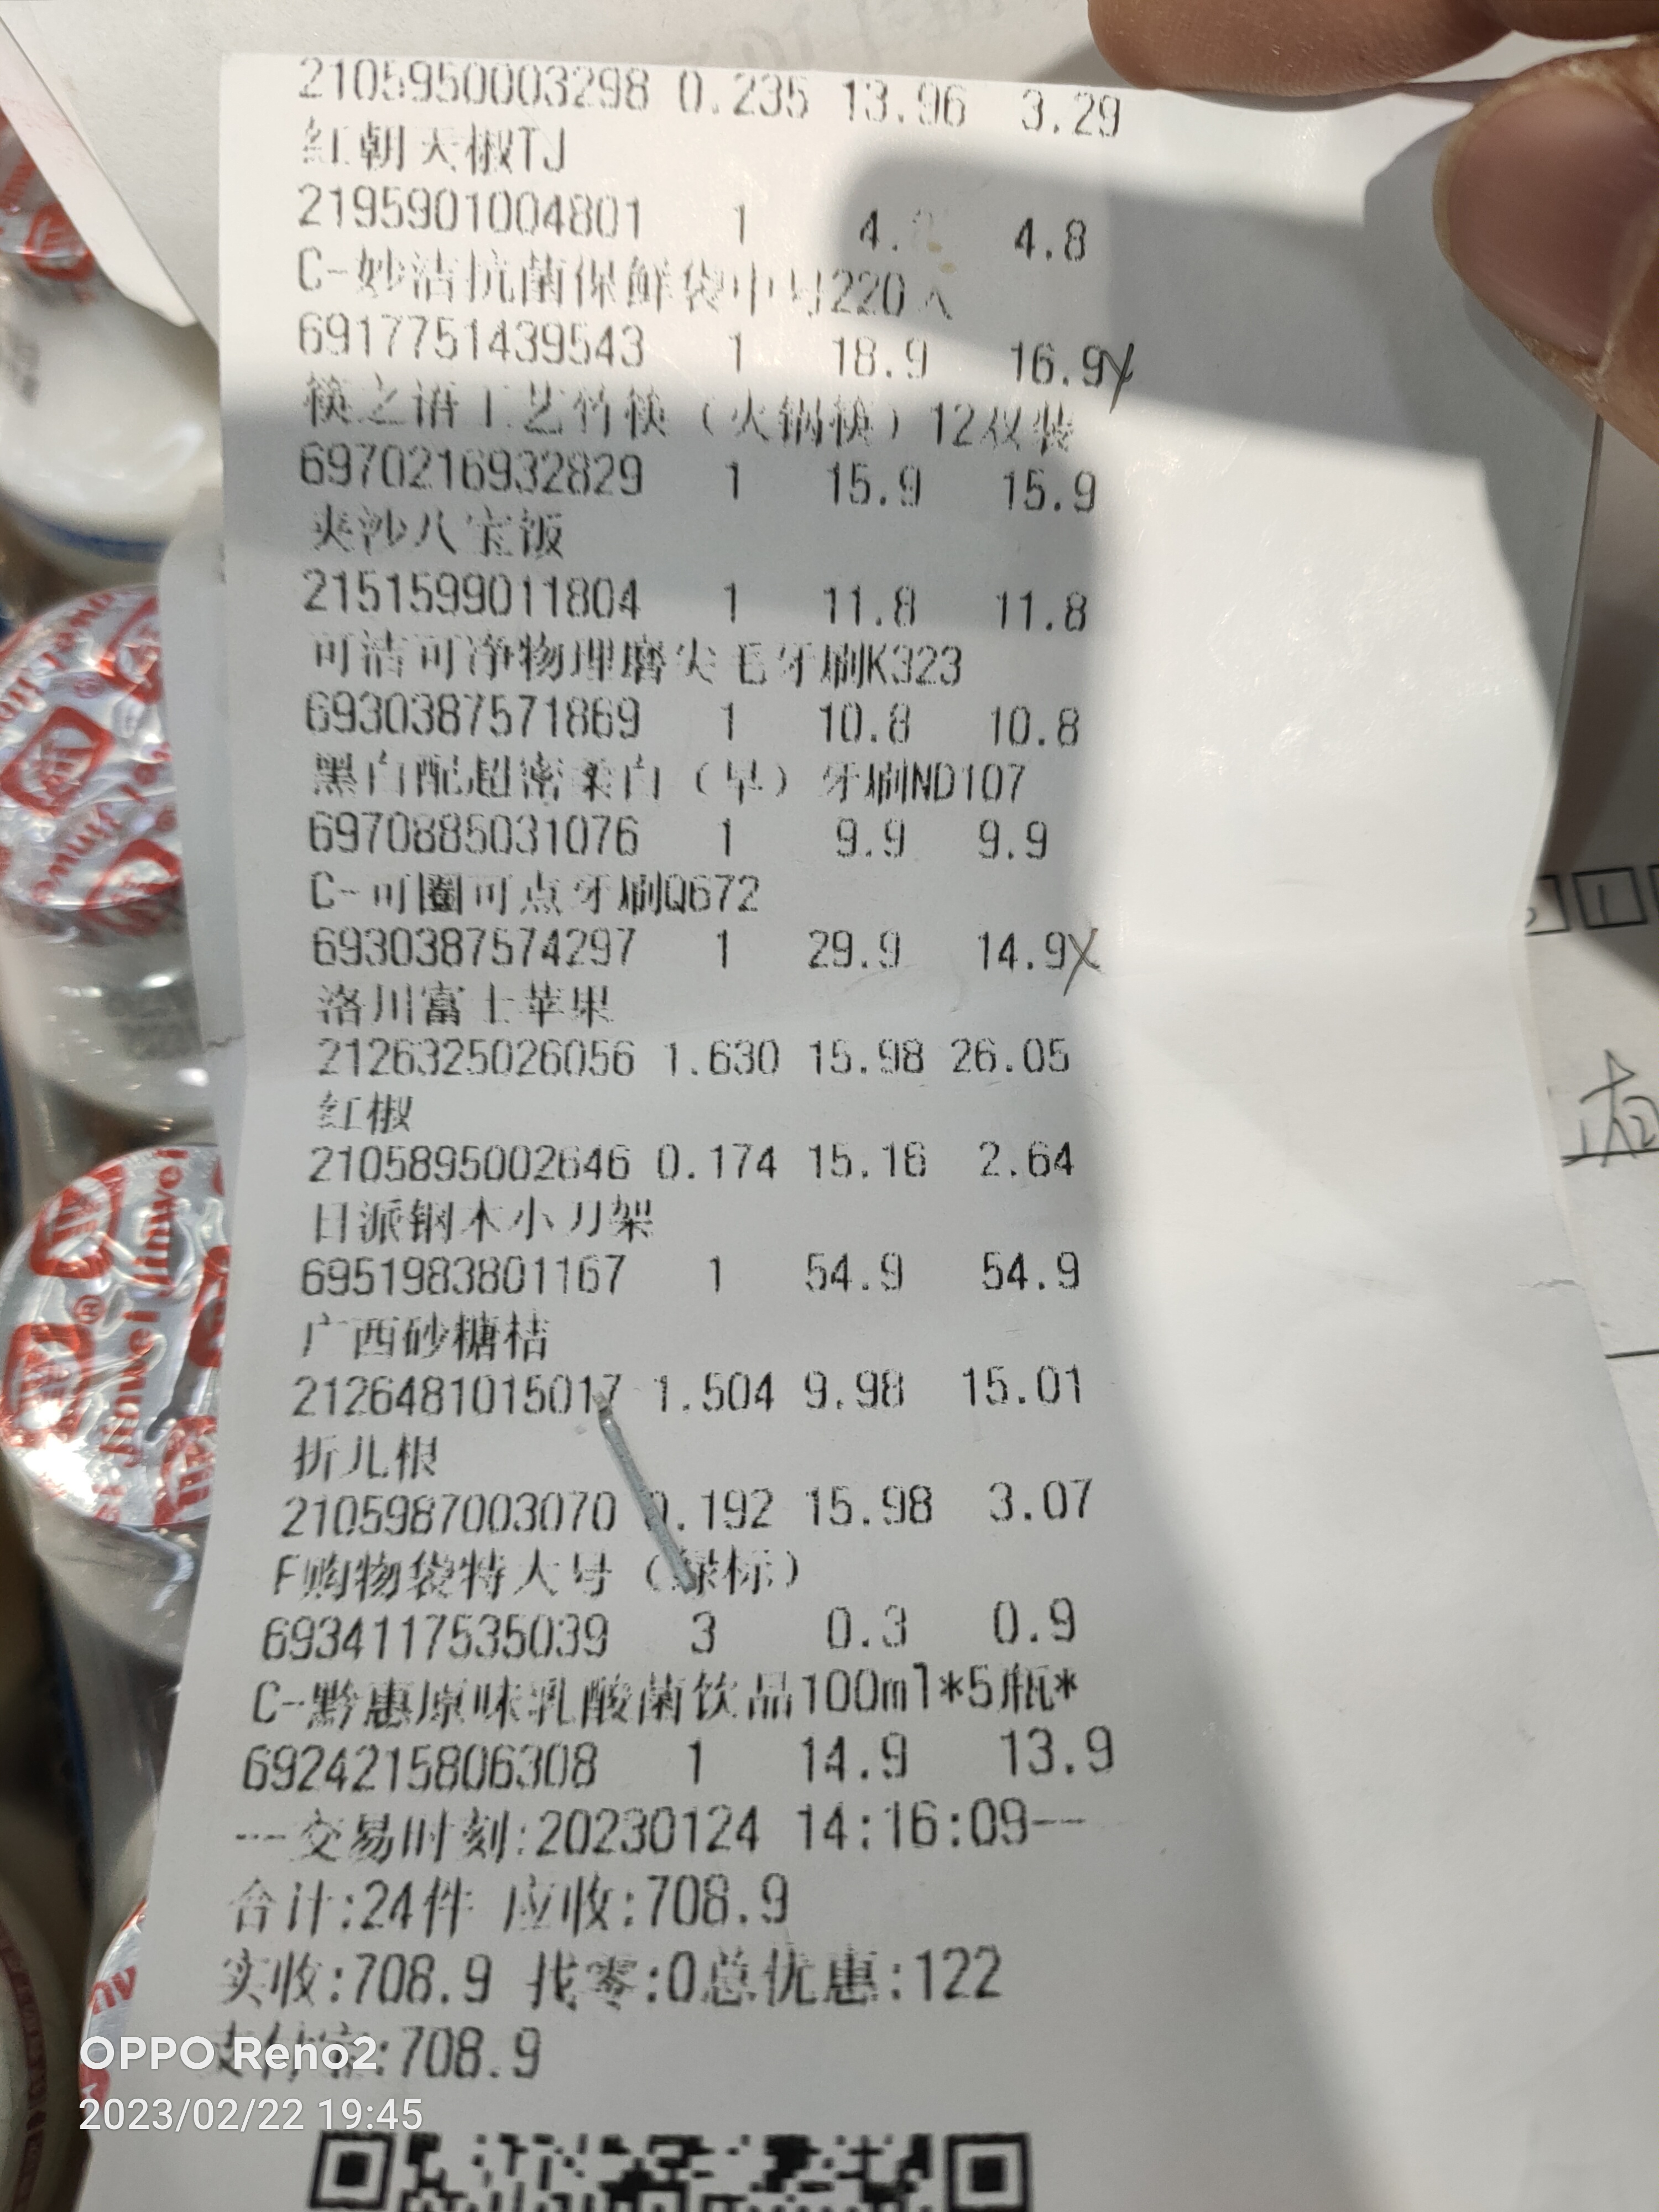 2105950003298 0.235 13.96 3.29
红朝天椒TJ
2195901004801 1 4. 4.8
C-妙洁抗菌保鲜袋中号220入
6917751439543 1 18.9 16.9
筷之语工艺竹筷(火锅筷)12双装
6970216932829 1 15.9 15.9
夹沙八宝饭
2151599011804 1 11.8 11.8
可洁可净物理磨尖毛牙刷K323
6930387571869 1 10.8 10.8
黑白配超密柔白(早)牙刷ND107
6970885031076 1 9.9 9.9
C-可圈可点牙刷Q672
6930387574297 1 29.9 14.9
洛川富士苹果
2126325026056 1.630 15.98 26.05
红椒
2105895002646 0.174 15.16 2.64
日派钢木小刀架
6951983801167 1 54.9 54.9
广西砂糖桔
2126481015017 1.504 9.98 15.01
折儿根
2105987003070 0.192 15.98 3.07
F购物袋特大号(绿标)
6934117535039 3 0.3 0.9
C-黔惠原味乳酸菌饮品100ml*5瓶*
6924215806308 1 14.9 13.9
--交易时刻:20230124 14:16:09--
合计:24件 应收:708.9
实收:708.9 找零:0总优惠:122
支付宝:708.9
OPPO Reno2
2023/02/22 19:45
Jinwei Jinwei
Jinwei